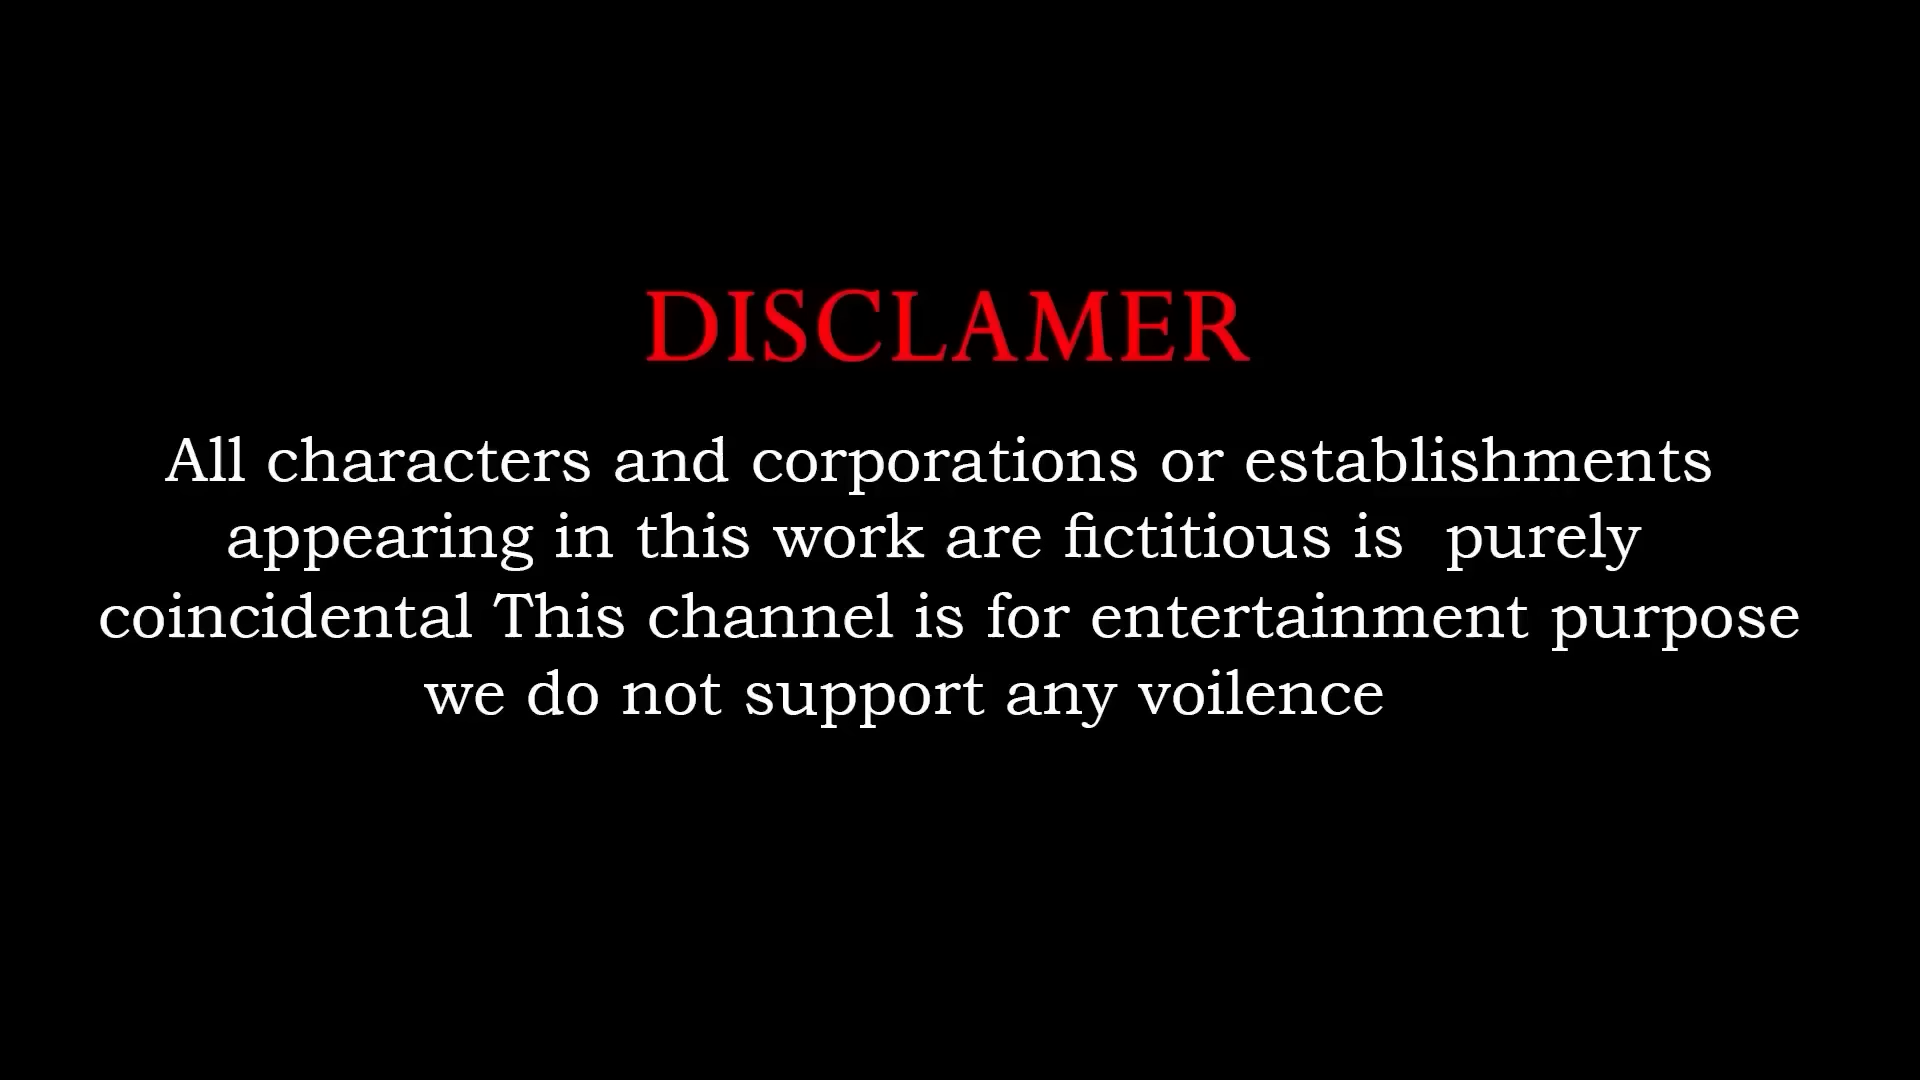 DISCLAMER
All characters and corporations or establishments
appearing in this work are fictitious is  purely
coincidental This channel is for entertainment purpose
we do not support any voilence